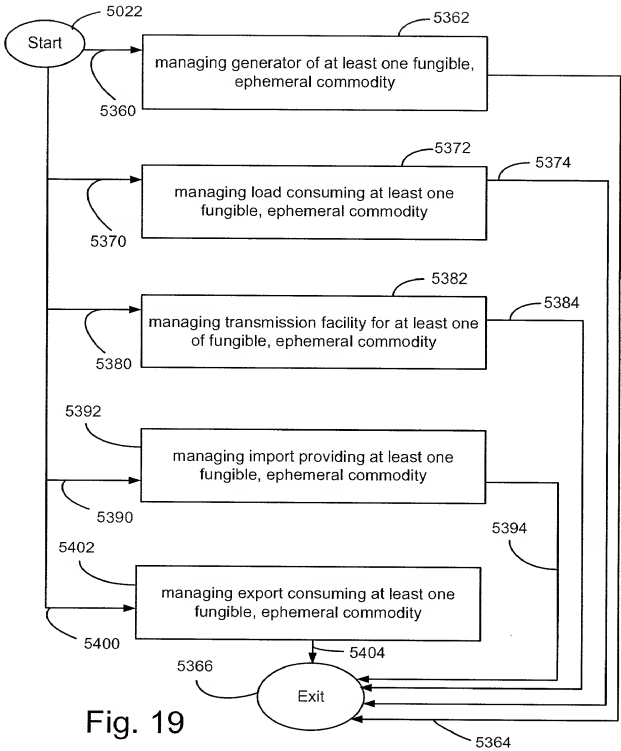 5022
Start
5362
managing generator of at least one fungible,
ephemeral commodity
5360
5372
5374
managing load consuming at least one
fungible, ephemeral commodity
5370
5382
5384
managing transmission facility for at least one
of fungible, ephemeral commodity
5380
5392
managing import providing at least one
fungible, ephemeral commodity
5390
5394
5402
managing export consuming at least one
fungible, ephemeral commodity
5400
5404
5366
Exit
Fig. 19
5364